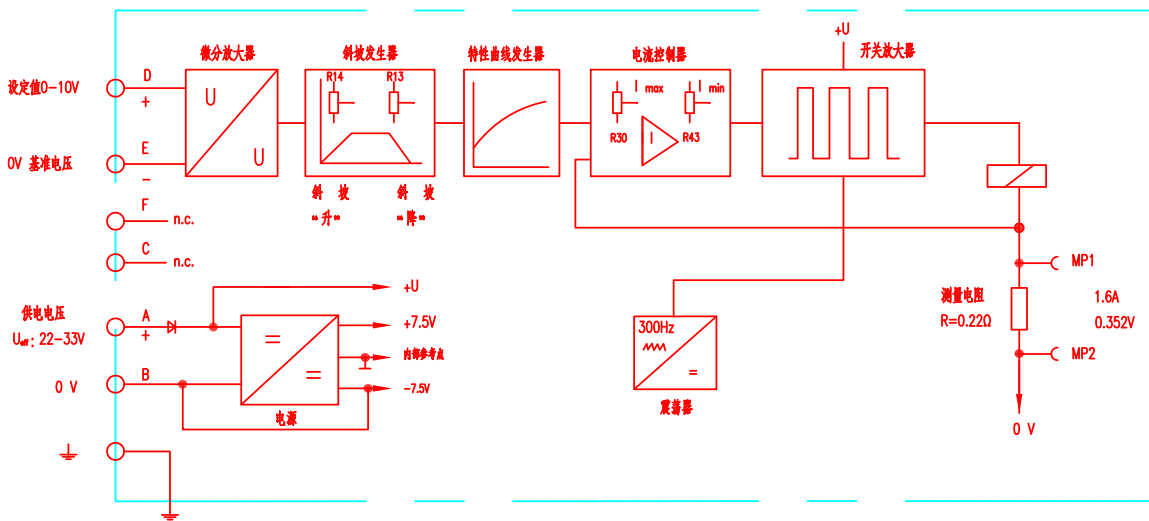 微分放大器
斜坡发生器
特性曲线发生器
电流控制器
+U
开关放大器
设定值0-10V
D
+
U
U
R14
R13
I max
I min
R30
I
R43
0V 基准电压
E
−
斜 坡
"升"
斜 坡
"降"
F
n.c.
C
n.c.
供电电压
Ueff: 22-33V
A
+
+U
+7.5V
内部参考点
-7.5V
=
=
电源
0 V
B
300Hz
=
震荡器
MP1
测量电阻
R=0.22Ω
1.6A
0.352V
MP2
0 V